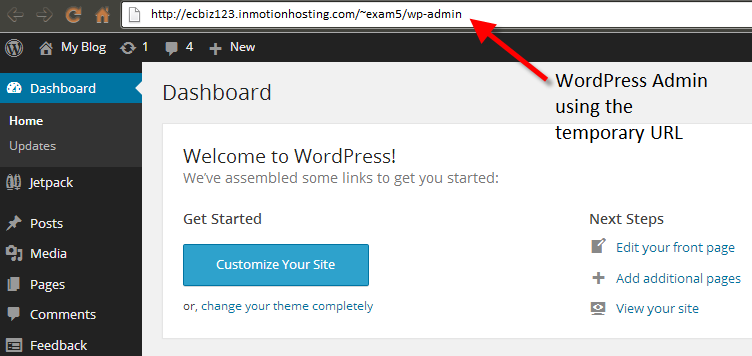 http://ecbiz123.inmotionhosting.com/~exam5/wp-admin
My Blog 1 4 + New
Dashboard
Home
Updates
Jetpack
Posts
Media
Pages
Comments
Feedback
Dashboard
Welcome to WordPress!
We've assembled some links to get you started:
Get Started
Customize Your Site
or, change your theme completely
Next Steps
Edit your front page
Add additional pages
View your site
WordPress Admin
using the
temporary URL